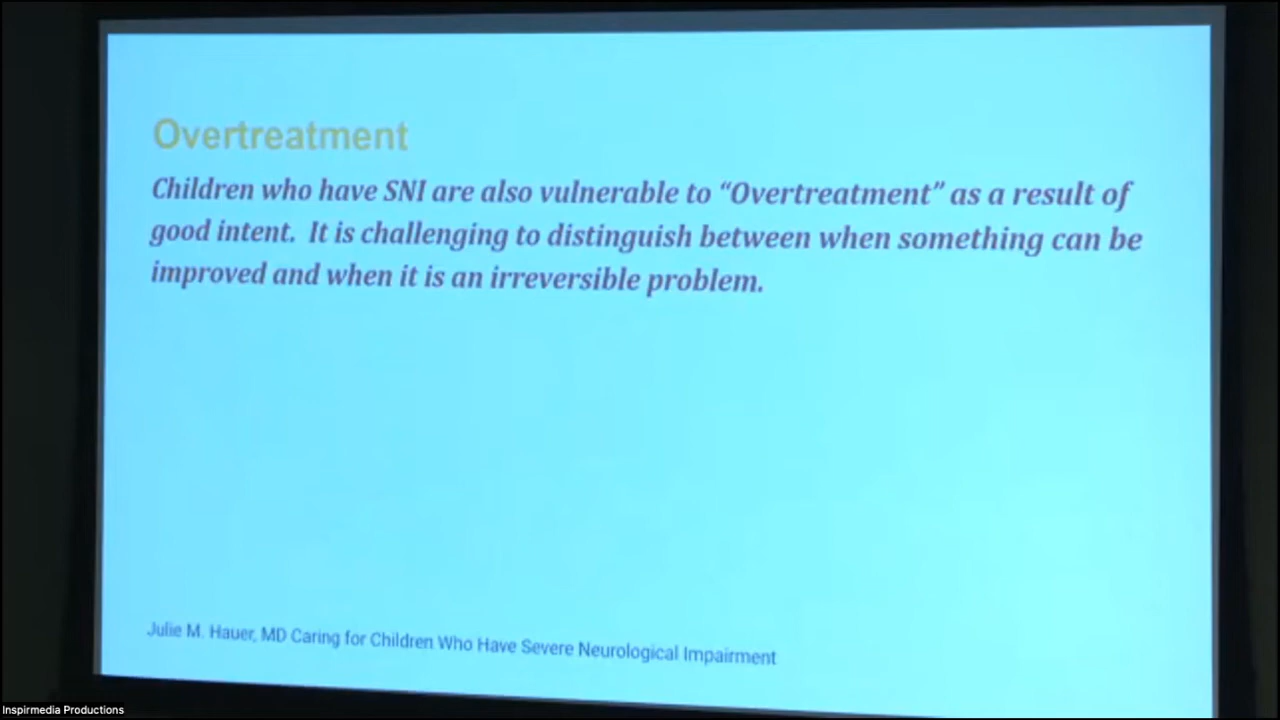 Overtreatment
Children who have SNI are also vulnerable to “Overtreatment” as a result of
good intent. It is challenging to distinguish between when something can be
improved and when it is an irreversible problem.
Julie M. Hauer, MD Caring for Children Who Have Severe Neurological Impairment
Inspirmedia Productions